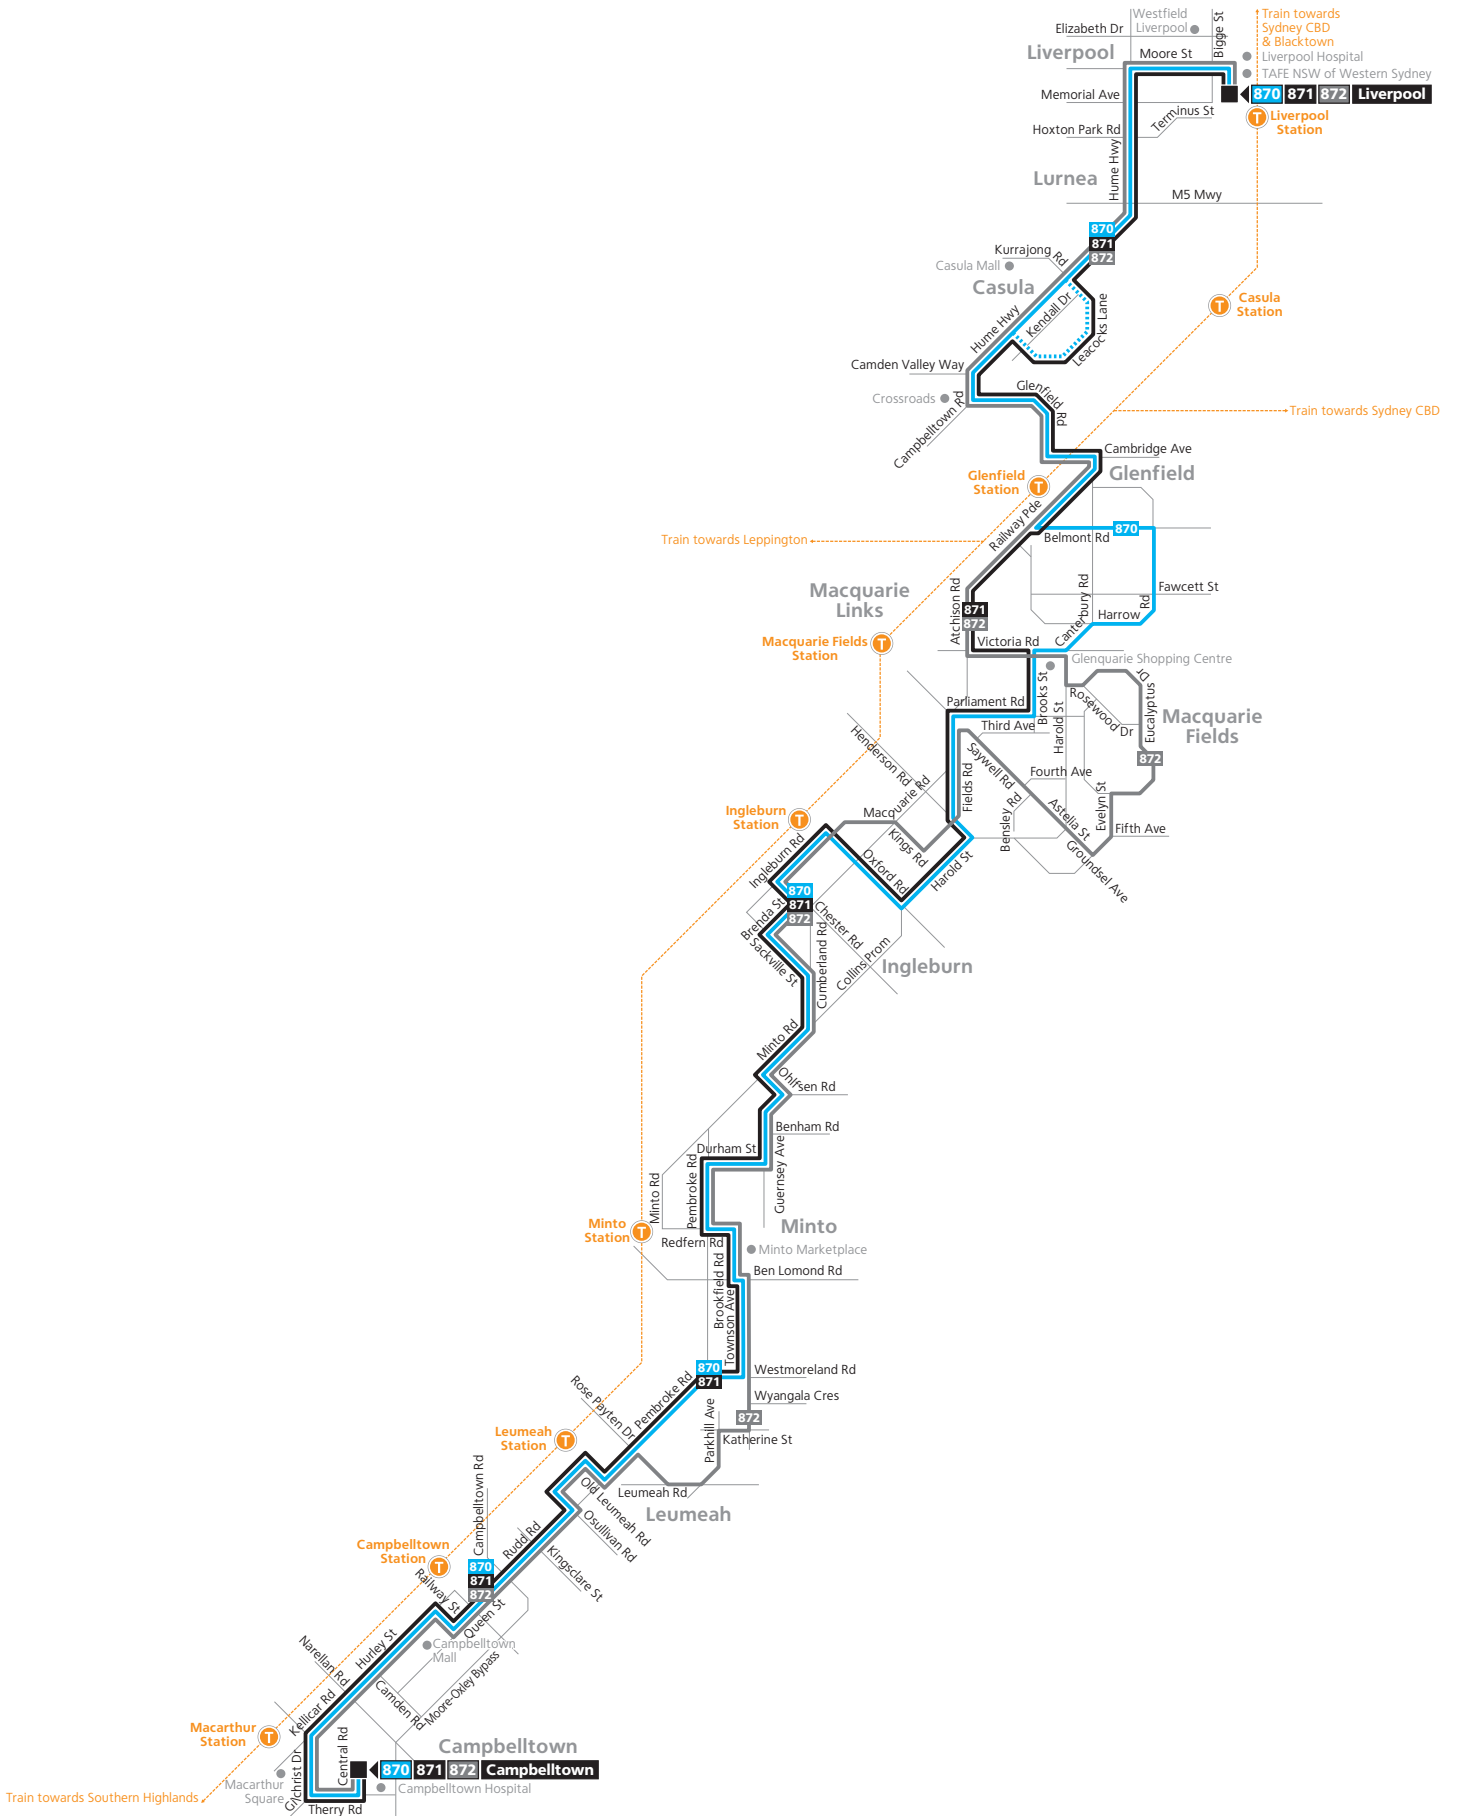 Westfield
Liverpool
Elizabeth Dr
Bigge St
Train towards
Sydney CBD
& Blacktown
Liverpool
Moore St
Liverpool Hospital
TAFE NSW of Western Sydney
Memorial Ave
870 871 872 Liverpool
Terminus St
Hoxton Park Rd
Liverpool
Station
Hume Hwy
Lurnea
M5 Mwy
870
871
872
Kurrajong Rd
Casula Mall
Casula
Kendall Dr
Leacocks Lane
Casula
Station
Hume Hwy
Camden Valley Way
Crossroads
Campbelltown Rd
Glenfield Rd
Train towards Sydney CBD
Cambridge Ave
Glenfield
Station
Glenfield
Railway Pde
870
Belmont Rd
Train towards Leppington
Macquarie
Links
Atchison Rd
Canterbury Rd
Fawcett St
Harrow Rd
871
872
Macquarie Fields
Station
Victoria Rd
Glenquarie Shopping Centre
Brooks St
Harold St
Rosewood Dr
Eucalyptus Dr
Parliament Rd
Macquarie
Fields
Third Ave
872
Henderson Rd
Saywell Rd
Fields Rd
Fourth Ave
Bensley Rd
Astelia St
Evelyn St
Fifth Ave
Groundsel Ave
Macquarie Rd
Kings Rd
Ingleburn
Station
Ingleburn Rd
Oxford Rd
Harold St
870
871
872
Brenda St
Sackville St
Chester Rd
Cumberland Rd
Collins Prom
Ingleburn
Minto Rd
Ohlfsen Rd
Benham Rd
Durham St
Guernsey Ave
Minto Rd
Pembroke Rd
Minto
Station
Minto
Redfern Rd
Minto Marketplace
Ben Lomond Rd
Brookfield Rd
Townson Ave
870
871
Westmoreland Rd
Wyangala Cres
Rose Payten Dr
Pembroke Rd
872
Parkhill Ave
Katherine St
Leumeah
Station
Leumeah Rd
Leumeah
Old Leumeah Rd
Osullivan Rd
Campbelltown Rd
Rudd Rd
Kingsclare St
Campbelltown
Station
870
871
872
Railway St
Queen St
Campbelltown
Mall
Hurley St
Narellan Rd
Camden Rd
Moore-Oxley Bypass
Kellicar Rd
Macarthur
Station
Campbelltown
Central Rd
870 871 872 Campbelltown
Gilchrist Dr
Macarthur
Square
Campbelltown Hospital
Train towards Southern Highlands
Therry Rd